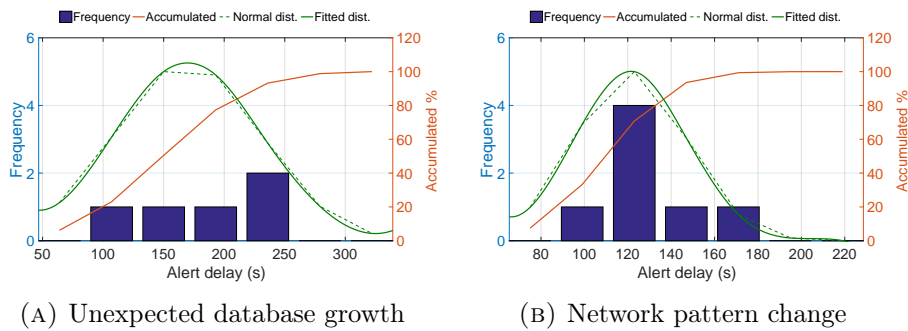 Frequency Accumulated Normal dist. Fitted dist.
6
4
2
0
Frequency
120
100
80
60
40
20
0
Accumulated %
50 100 150 200 250 300
Alert delay (s)
(A) Unexpected database growth
Frequency Accumulated Normal dist. Fitted dist.
6
4
2
0
Frequency
120
100
80
60
40
20
0
Accumulated %
80 100 120 140 160 180 200 220
Alert delay (s)
(B) Network pattern change